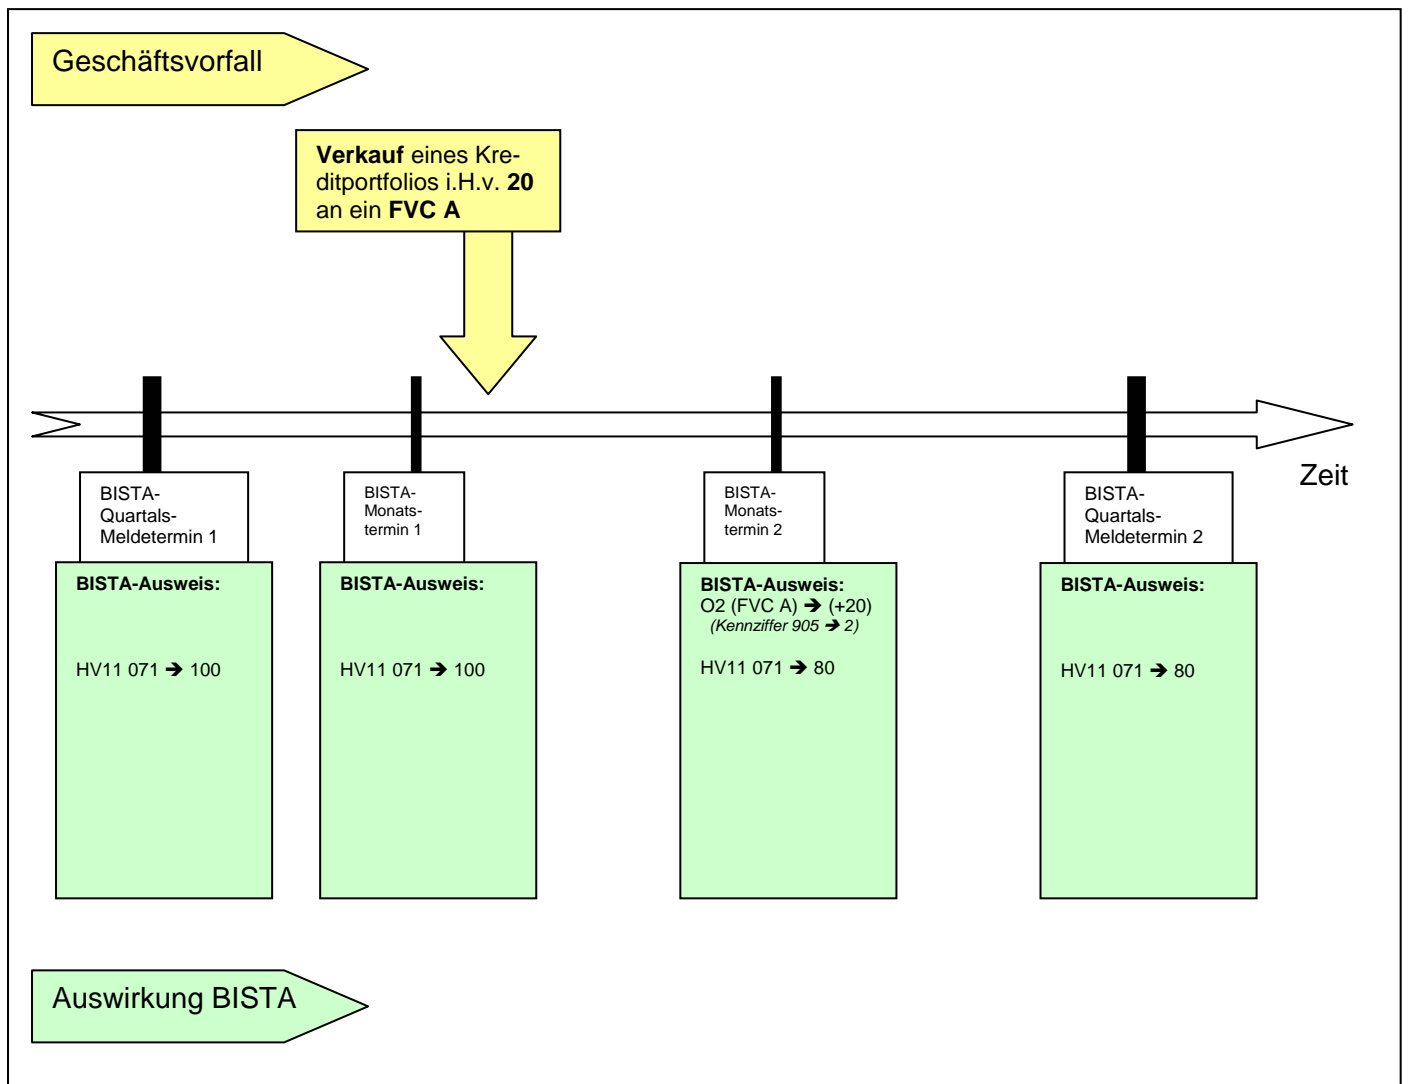 Geschäftsvorfall
Verkauf eines Kre-
ditportfolios i.H.v. 20
an ein FVC A
Zeit
BISTA-
Quartals-
Meldetermin 1
BISTA-Ausweis:
HV11 071 ➔ 100
BISTA-
Monats-
termin 1
BISTA-Ausweis:
HV11 071 ➔ 100
BISTA-
Monats-
termin 2
BISTA-Ausweis:
O2 (FVC A) ➔ (+20)
(Kennziffer 905 ➔ 2)
HV11 071 ➔ 80
BISTA-
Quartals-
Meldetermin 2
BISTA-Ausweis:
HV11 071 ➔ 80
Auswirkung BISTA